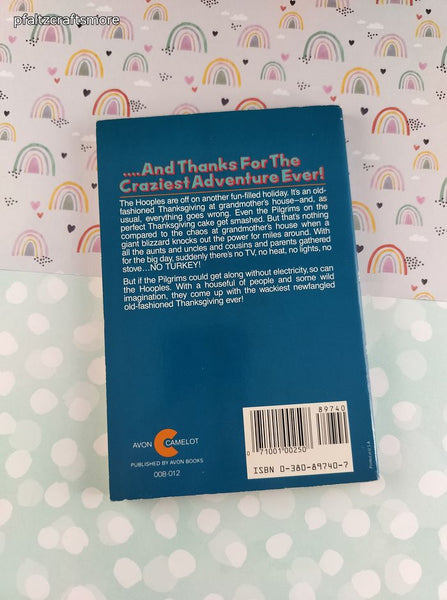 pfaltzcraftsmore
....And Thanks For The
Craziest Adventure Ever!
The Hooples are off on another fun-filled holiday. It's an old-
fashioned Thanksgiving at grandmother's house–and, as
usual, everything goes wrong. Even the Pilgrims on the
perfect Thanksgiving cake get smashed. But that's nothing
compared to the chaos at grandmother's house when a
giant blizzard knocks out the power for miles around. With
all the aunts and uncles and cousins and parents gathered
for the big day, suddenly there's no TV, no heat, no lights, no
stove...NO TURKEY!
But if the Pilgrims could get along without electricity, so can
the Hooples. With a houseful of people and some wild
imagination, they come up with the wackiest newfangled
old-fashioned Thanksgiving ever!
AVON CAMELOT
PUBLISHED BY AVON BOOKS
008-012
89740
0 71001 00250
ISBN 0-380-89740-7